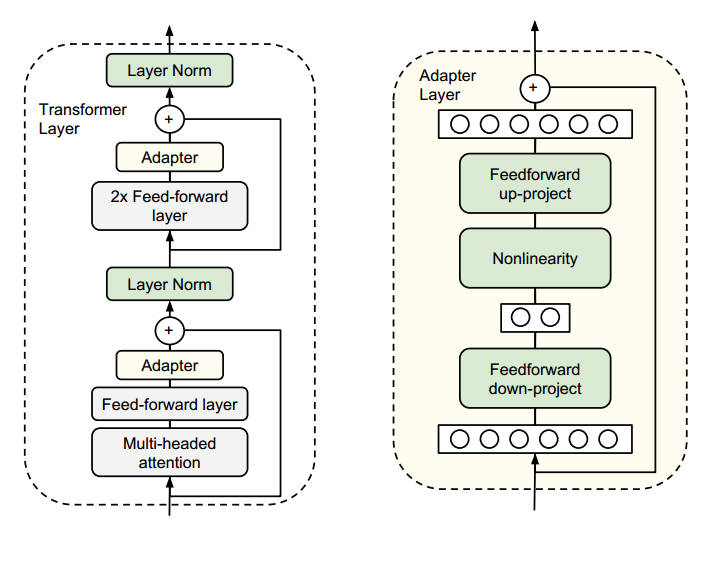 Layer Norm
Transformer
Layer
+
Adapter
2x Feed-forward
layer
Layer Norm
+
Adapter
Feed-forward layer
Multi-headed
attention
Adapter
Layer
+
Feedforward
up-project
Nonlinearity
Feedforward
down-project